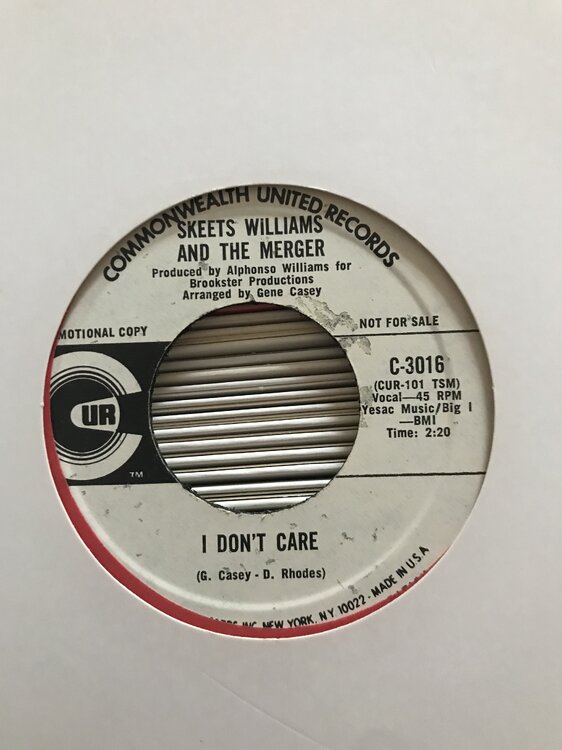 COMMONWEALTH UNITED RECORDS
SKEETS WILLIAMS
AND THE MERGER
Produced by Alphonso Williams for
Brookster Productions
Arranged by Gene Casey
MOTIONAL COPY
NOT FOR SALE
C-3016
(CUR-101 TSM)
Vocal—45 RPM
Yesac Music/Big I
—BMI
Time: 2:20
CUR
TM
I DON'T CARE
(G. Casey - D. Rhodes)
INC. NEW YORK, N.Y. 10022 - MADE IN U.S.A